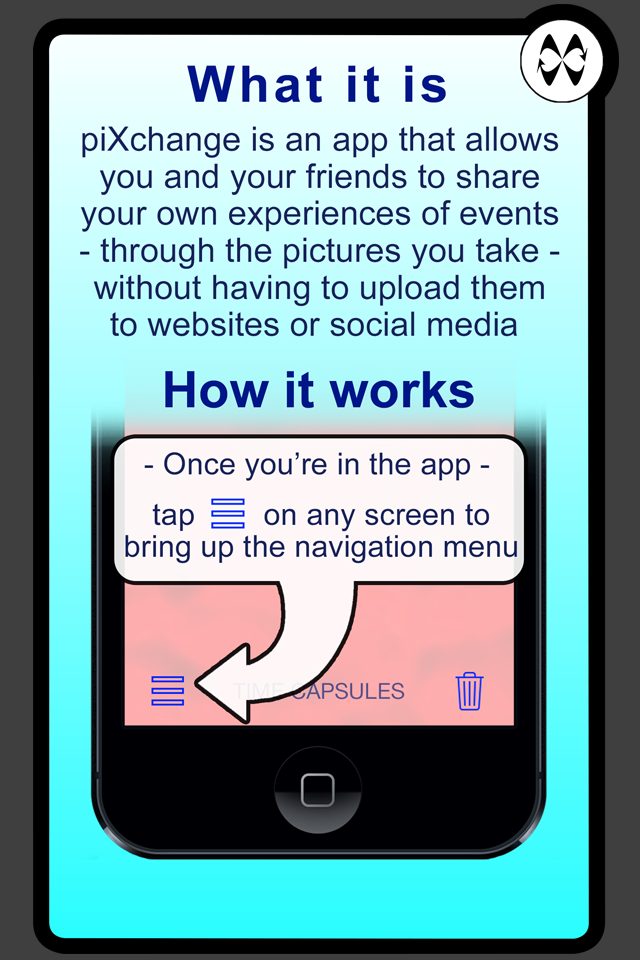 What it is
piXchange is an app that allows
you and your friends to share
your own experiences of events
- through the pictures you take -
without having to upload them
to websites or social media
How it works
- Once you’re in the app -
tap on any screen to
bring up the navigation menu
TIME CAPSULES